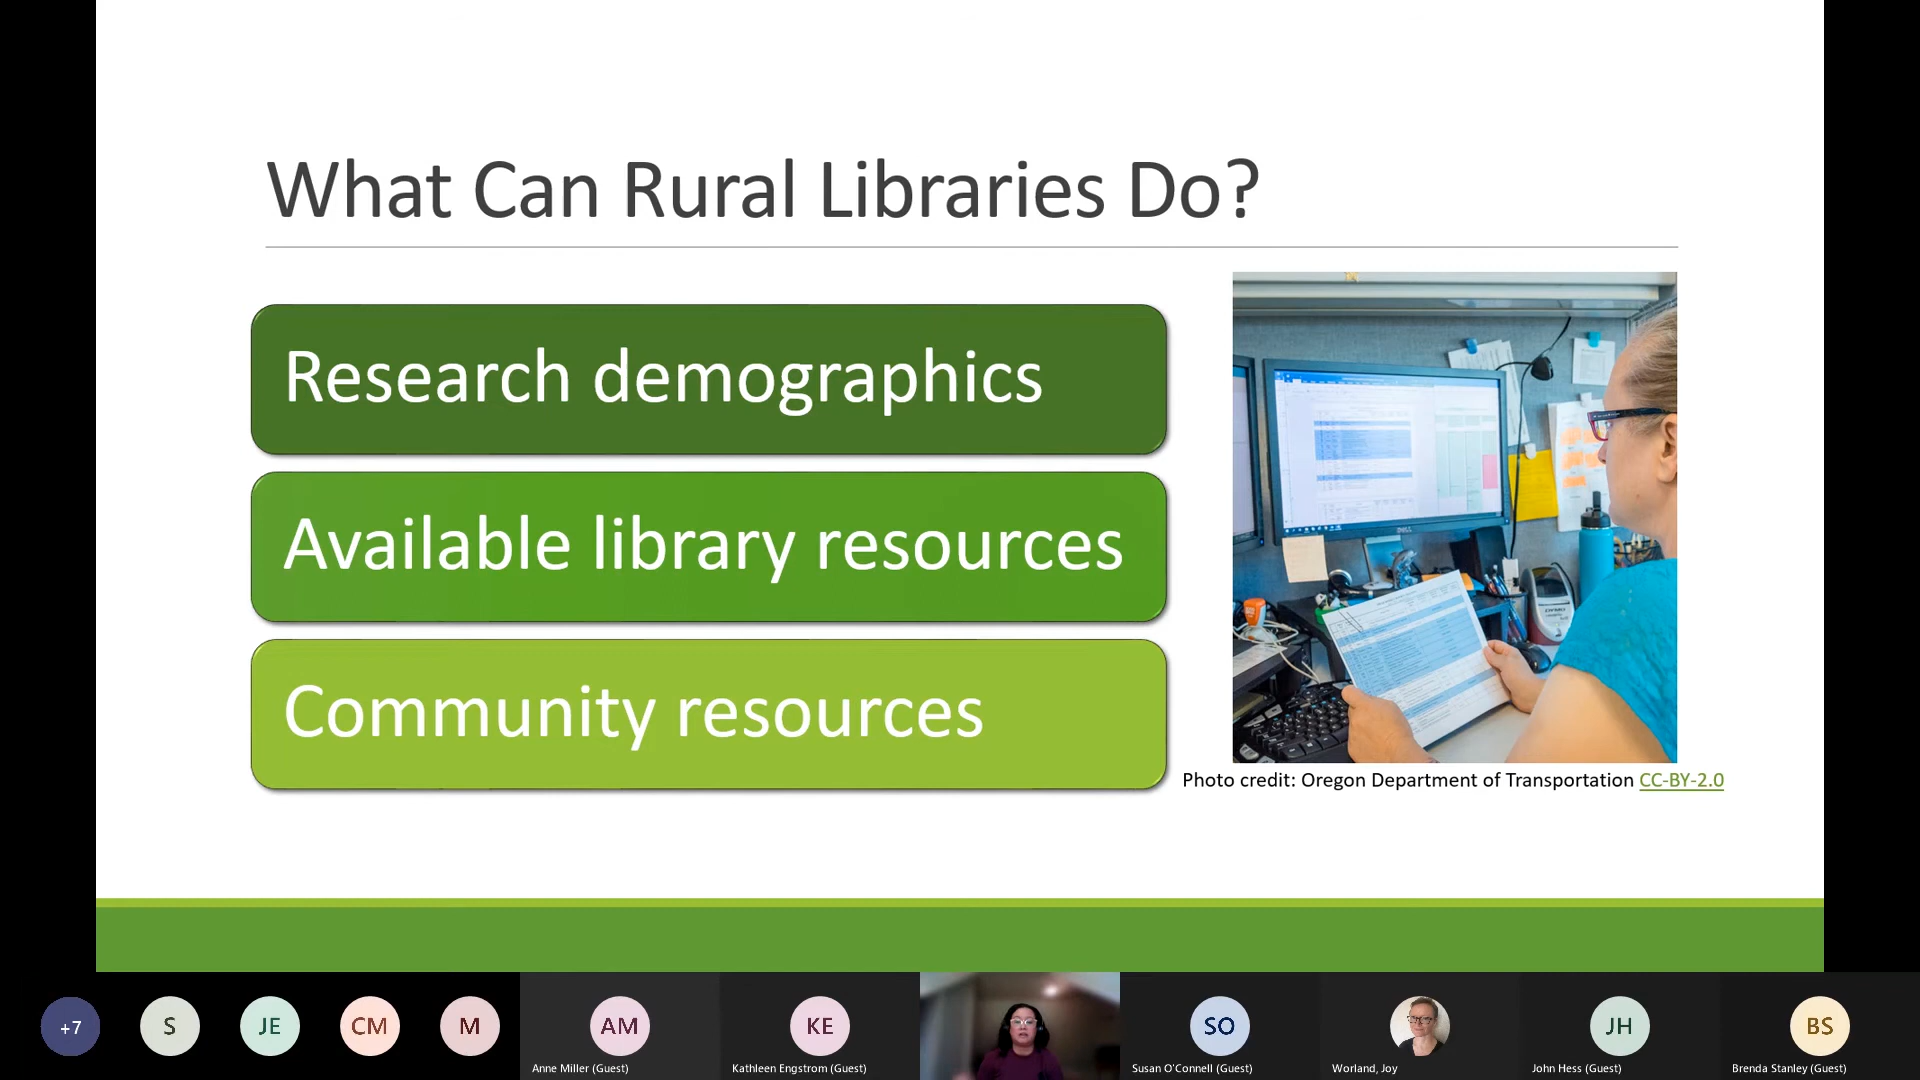 What Can Rural Libraries Do?
Research demographics
Available library resources
Community resources
Photo credit: Oregon Department of Transportation CC-BY-2.0
+7
S
JE
CM
M
AM
KE
SO
JH
BS
Anne Miller (Guest)
Kathleen Engstrom (Guest)
Susan O'Connell (Guest)
Worland, Joy
John Hess (Guest)
Brenda Stanley (Guest)